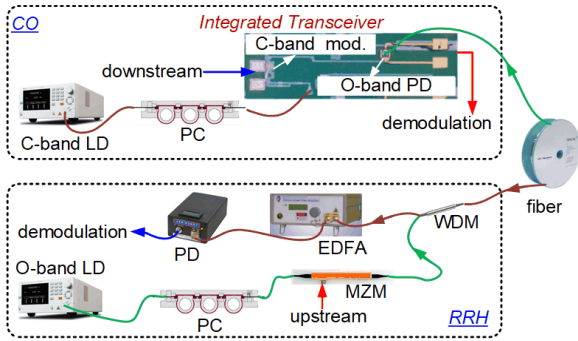 CO
Integrated Transceiver
C-band mod.
downstream
O-band PD
C-band LD
PC
demodulation
fiber
WDM
EDFA
PD
demodulation
O-band LD
PC
MZM
upstream
RRH